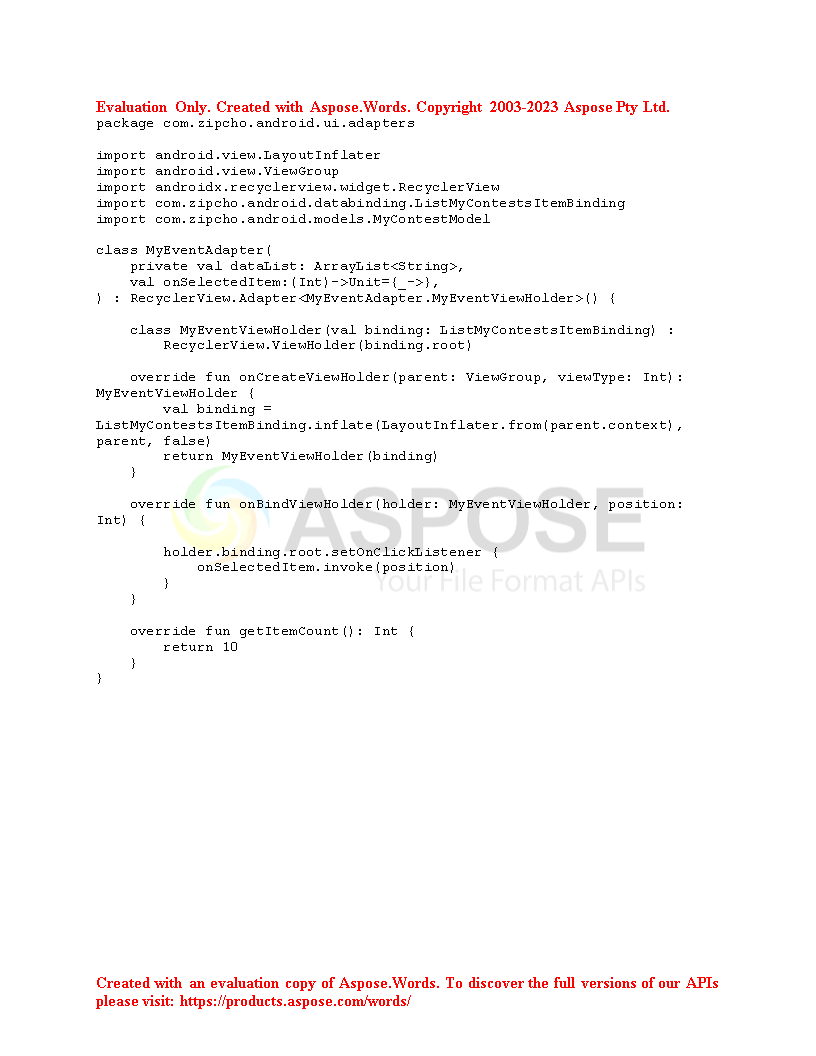 Evaluation Only. Created with Aspose.Words. Copyright 2003-2023 Aspose Pty Ltd.
package com.zipcho.android.ui.adapters

import android.view.LayoutInflater
import android.view.ViewGroup
import androidx.recyclerview.widget.RecyclerView
import com.zipcho.android.databinding.ListMyContestsItemBinding
import com.zipcho.android.models.MyContestModel

class MyEventAdapter(
    private val dataList: ArrayList<String>,
    val onSelectedItem:(Int)->Unit={_->},
) : RecyclerView.Adapter<MyEventAdapter.MyEventViewHolder>() {

    class MyEventViewHolder(val binding: ListMyContestsItemBinding) :
        RecyclerView.ViewHolder(binding.root)

    override fun onCreateViewHolder(parent: ViewGroup, viewType: Int):
MyEventViewHolder {
        val binding =
ListMyContestsItemBinding.inflate(LayoutInflater.from(parent.context),
parent, false)
        return MyEventViewHolder(binding)
    }

    override fun onBindViewHolder(holder: MyEventViewHolder, position:
Int) {

        holder.binding.root.setOnClickListener {
            onSelectedItem.invoke(position)
        }
    }

    override fun getItemCount(): Int {
        return 10
    }
}
ASPOSE
Your File Format APIs
Created with an evaluation copy of Aspose.Words. To discover the full versions of our APIs
please visit: https://products.aspose.com/words/